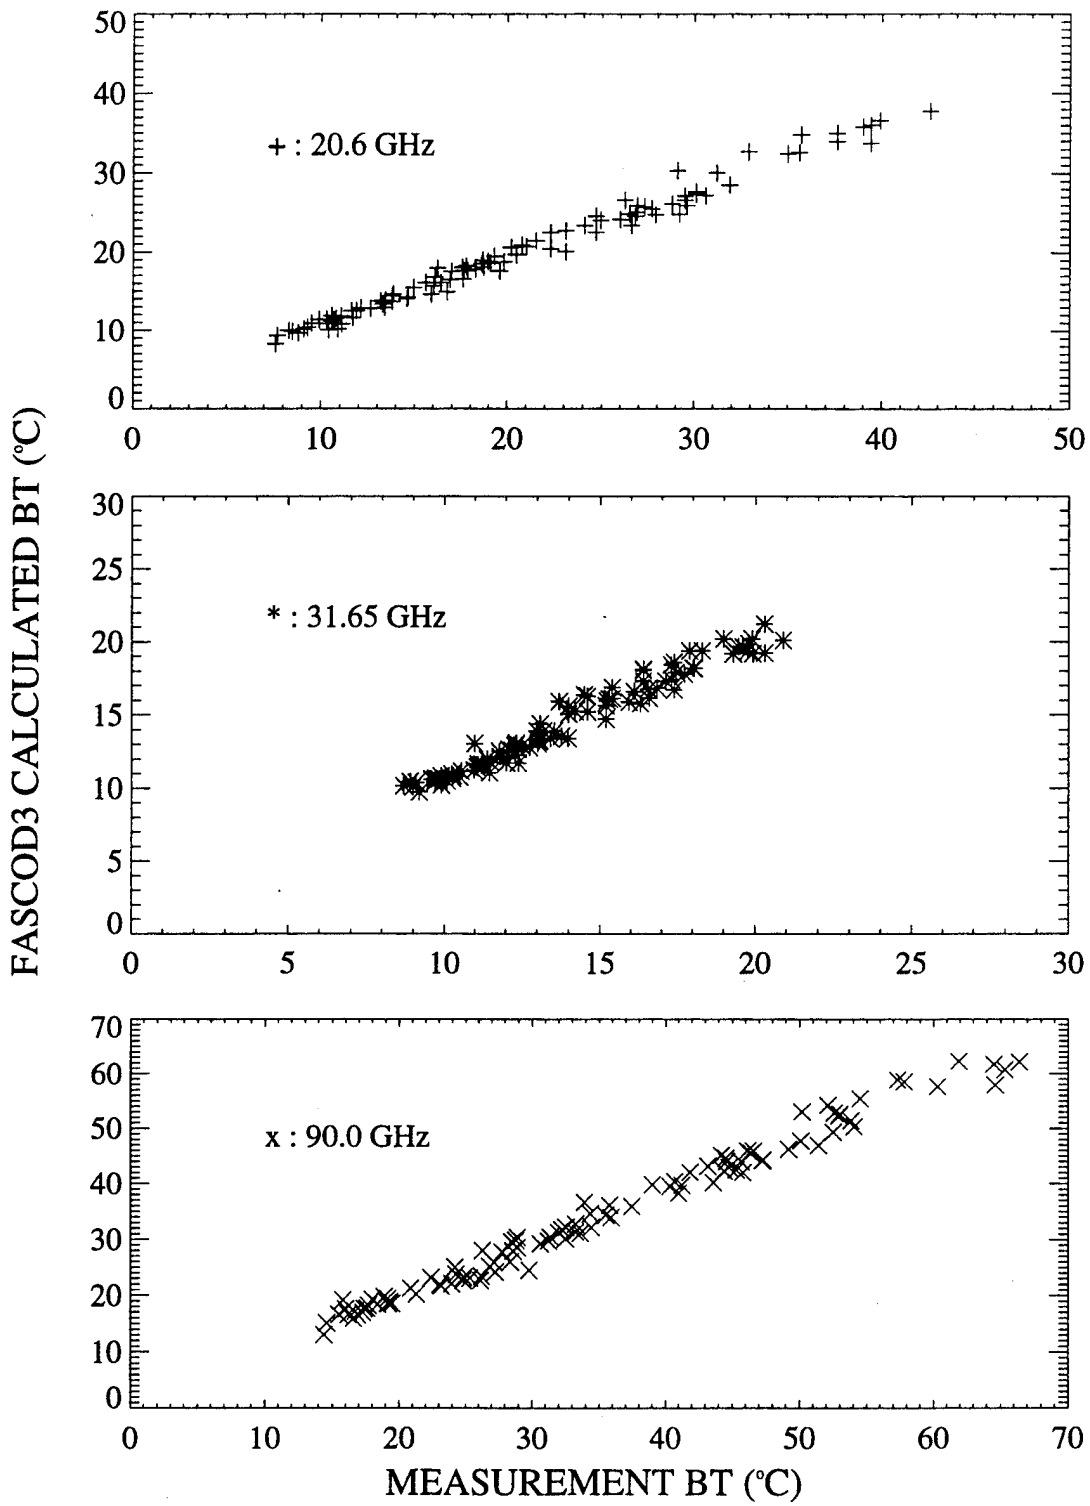 50
40
30
20
10
0
+ : 20.6 GHz
0 10 20 30 40 50
30
25
20
15
10
5
0
* : 31.65 GHz
0 5 10 15 20 25 30
70
60
50
40
30
20
10
0
x : 90.0 GHz
0 10 20 30 40 50 60 70
MEASUREMENT BT (°C)
FASCOD3 CALCULATED BT (°C)